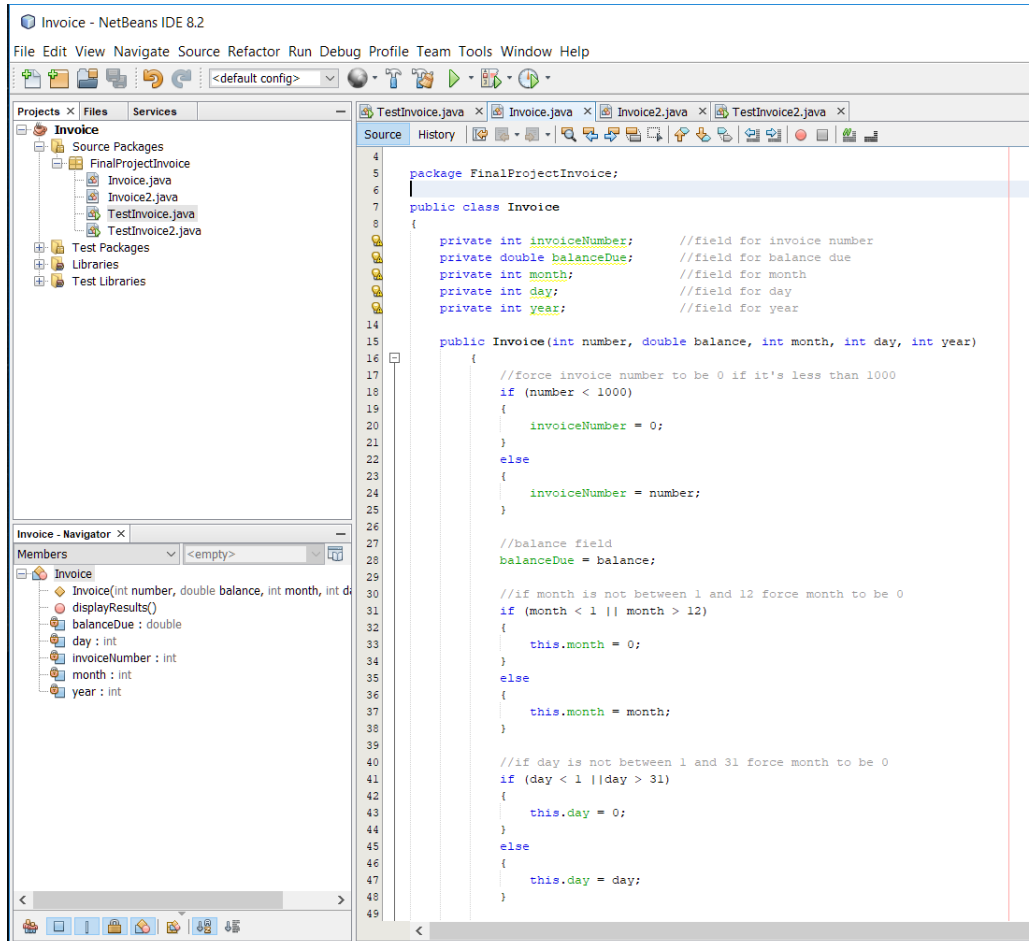 Invoice - NetBeans IDE 8.2
File Edit View Navigate Source Refactor Run Debug Profile Team Tools Window Help
<default config>
Projects Files Services
Invoice
Source Packages
FinalProjectInvoice
Invoice.java
Invoice2.java
TestInvoice.java
TestInvoice2.java
Test Packages
Libraries
Test Libraries
Invoice - Navigator
Members <empty>
Invoice
Invoice(int number, double balance, int month, int da
displayResults()
balanceDue : double
day : int
invoiceNumber : int
month : int
year : int
TestInvoice.java Invoice.java Invoice2.java TestInvoice2.java
Source History
4
5 package FinalProjectInvoice;
6
7 public class Invoice
8 {
private int invoiceNumber; //field for invoice number
private double balanceDue; //field for balance due
private int month; //field for month
private int day; //field for day
private int year; //field for year
14
15 public Invoice(int number, double balance, int month, int day, int year)
16 {
17 //force invoice number to be 0 if it's less than 1000
18 if (number < 1000)
19 {
20 invoiceNumber = 0;
21 }
22 else
23 {
24 invoiceNumber = number;
25 }
26
27 //balance field
28 balanceDue = balance;
29
30 //if month is not between 1 and 12 force month to be 0
31 if (month < 1 || month > 12)
32 {
33 this.month = 0;
34 }
35 else
36 {
37 this.month = month;
38 }
39
40 //if day is not between 1 and 31 force month to be 0
41 if (day < 1 ||day > 31)
42 {
43 this.day = 0;
44 }
45 else
46 {
47 this.day = day;
48 }
49